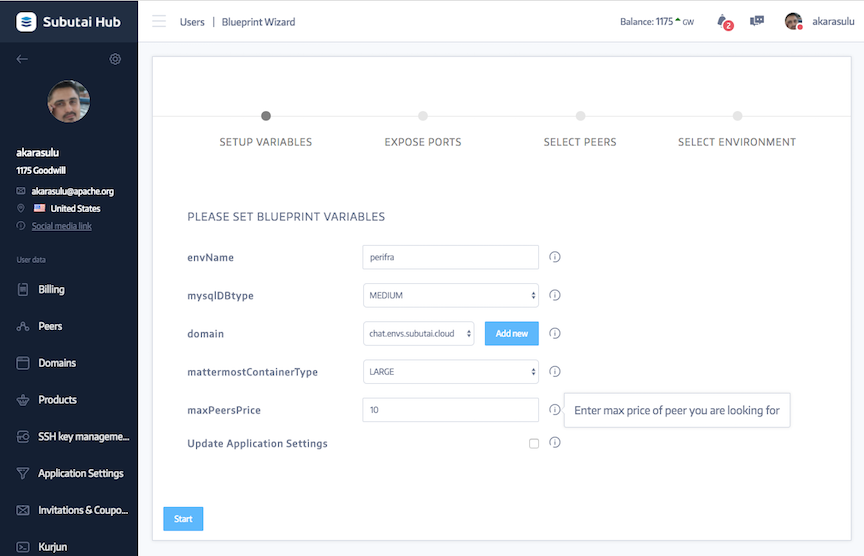 Subutai Hub
Users | Blueprint Wizard
Balance: 1175 GW
2
akarasulu
akarasulu
1175 Goodwill
akarasulu@apache.org
United States
Social media link
User data
Billing
Peers
Domains
Products
SSH key manageme...
Application Settings
Invitations & Coupo...
Kurjun
SETUP VARIABLES
EXPOSE PORTS
SELECT PEERS
SELECT ENVIRONMENT
PLEASE SET BLUEPRINT VARIABLES
envName
perifra
mysqlDBtype
MEDIUM
domain
chat.envs.subutai.cloud
Add new
mattermostContainerType
LARGE
maxPeersPrice
10
Enter max price of peer you are looking for
Update Application Settings
Start